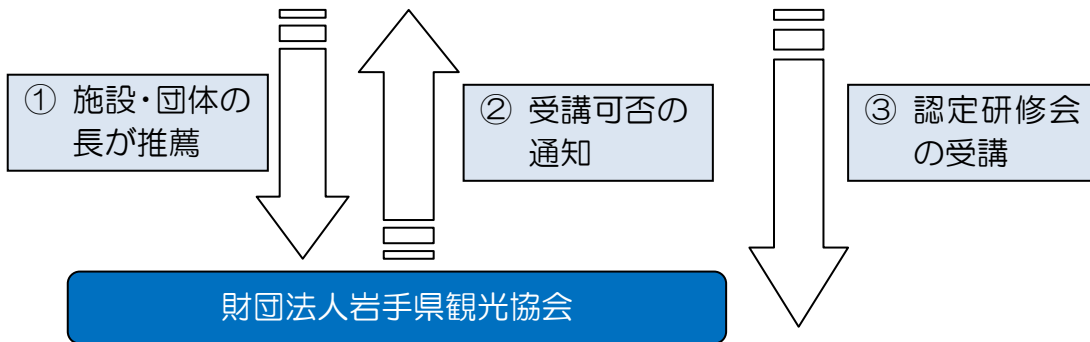 ① 施設・団体の
長が推薦
② 受講可否の
通知
③ 認定研修会
の受講
財団法人岩手県観光協会